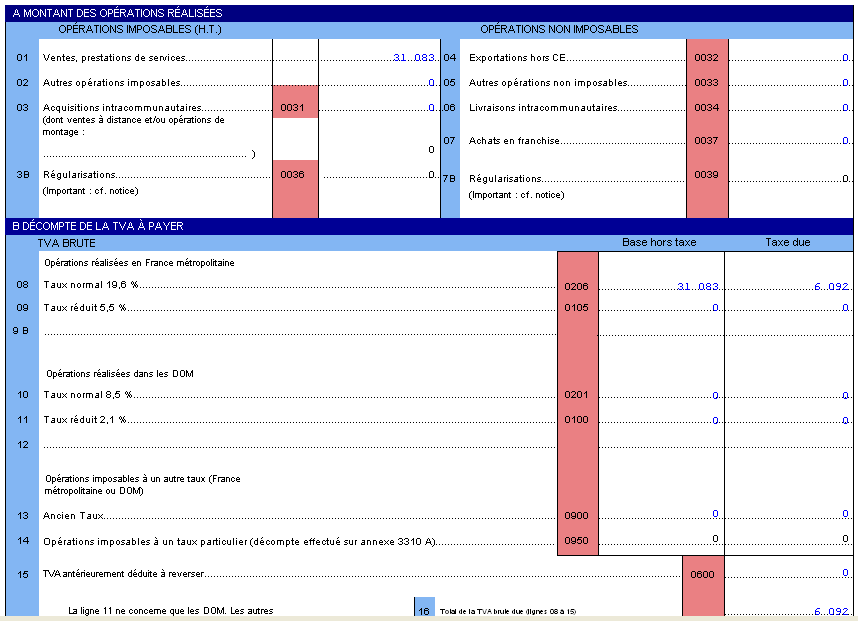 A MONTANT DES OPÉRATIONS RÉALISÉES
OPÉRATIONS IMPOSABLES (H.T.) OPÉRATIONS NON IMPOSABLES
01 Ventes, prestations de services 31 083 04 Exportations hors CE 0032 0
02 Autres opérations imposables 0 05 Autres opérations non imposables 0033 0
03 Acquisitions intracommunautaires 0031 0 06 Livraisons intracommunautaires 0034 0
(dont ventes à distance et/ou opérations de
montage :
07 Achats en franchise 0037 0
........ ) 0
3B Régularisations 0036 0 7B Régularisations 0039 0
(Important : cf. notice) (Important : cf. notice)
B DÉCOMPTE DE LA TVA À PAYER
TVA BRUTE Base hors taxe Taxe due
Opérations réalisées en France métropolitaine
08 Taux normal 19,6 % 0206 31 083 6 092
09 Taux réduit 5,5 % 0105 0 0
9 B
Opérations réalisées dans les DOM
10 Taux normal 8,5 % 0201 0 0
11 Taux réduit 2,1 % 0100 0 0
12
Opérations imposables à un autre taux (France
métropolitaine ou DOM)
13 Ancien Taux 0900 0 0
14 Opérations imposables à un taux particulier (décompte effectué sur annexe 3310 A) 0950 0 0
15 TVA antérieurement déduite à reverser 0600 0
La ligne 11 ne concerne que les DOM. Les autres 16 Total de la TVA brute due (lignes 08 à 15) 6 092